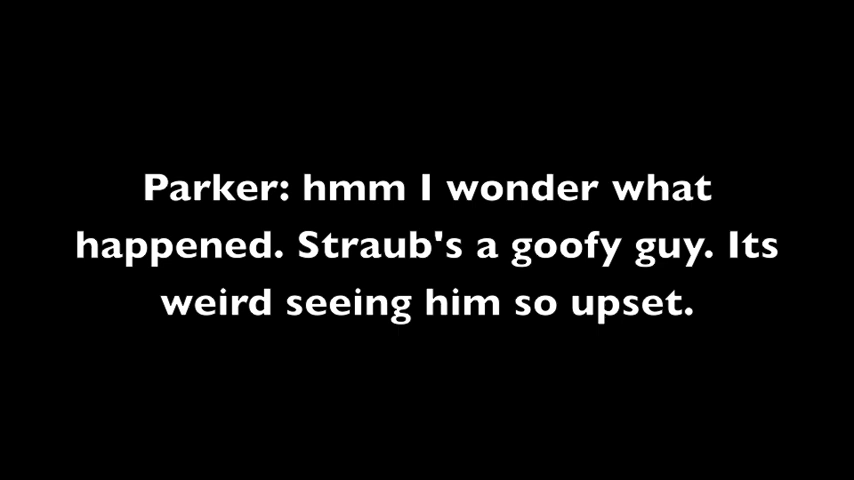 Parker: hmm I wonder what
happened. Straub's a goofy guy. Its
weird seeing him so upset.